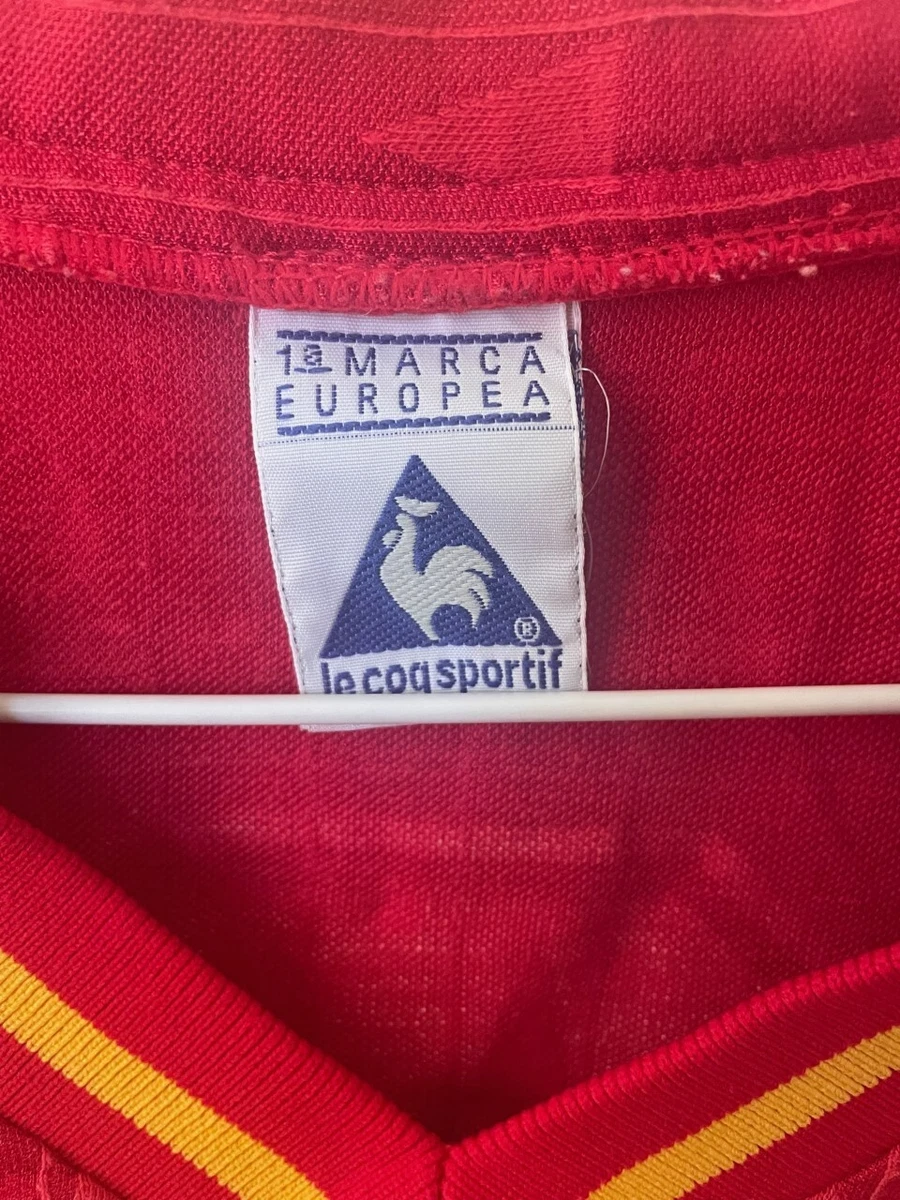 1ª MARCA
EUROPEA
®
le coq sportif